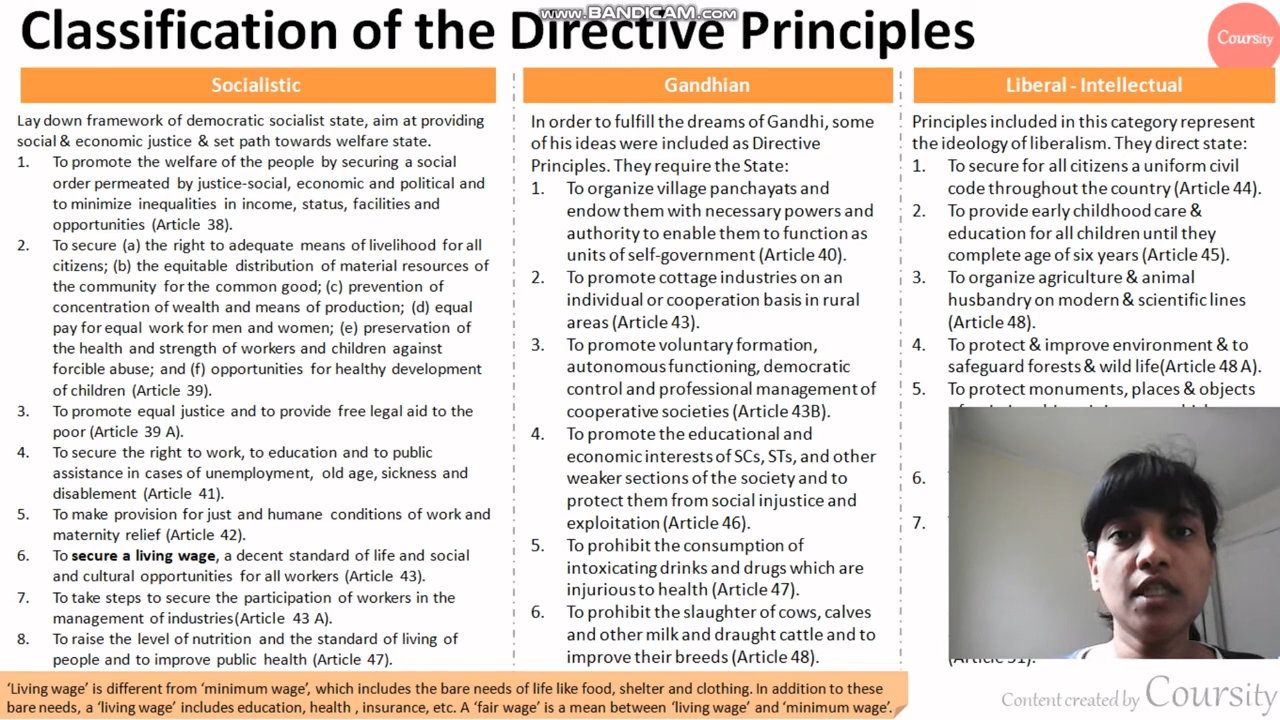 www.BANDICAM.com
Classification of the Directive Principles
Coursity
Socialistic
Lay down framework of democratic socialist state, aim at providing
social & economic justice & set path towards welfare state.
1. To promote the welfare of the people by securing a social
order permeated by justice-social, economic and political and
to minimize inequalities in income, status, facilities and
opportunities (Article 38).
2. To secure (a) the right to adequate means of livelihood for all
citizens; (b) the equitable distribution of material resources of
the community for the common good; (c) prevention of
concentration of wealth and means of production; (d) equal
pay for equal work for men and women; (e) preservation of
the health and strength of workers and children against
forcible abuse; and (f) opportunities for healthy development
of children (Article 39).
3. To promote equal justice and to provide free legal aid to the
poor (Article 39 A).
4. To secure the right to work, to education and to public
assistance in cases of unemployment, old age, sickness and
disablement (Article 41).
5. To make provision for just and humane conditions of work and
maternity relief (Article 42).
6. To secure a living wage, a decent standard of life and social
and cultural opportunities for all workers (Article 43).
7. To take steps to secure the participation of workers in the
management of industries(Article 43 A).
8. To raise the level of nutrition and the standard of living of
people and to improve public health (Article 47).
Gandhian
In order to fulfill the dreams of Gandhi, some
of his ideas were included as Directive
Principles. They require the State:
1. To organize village panchayats and
endow them with necessary powers and
authority to enable them to function as
units of self-government (Article 40).
2. To promote cottage industries on an
individual or cooperation basis in rural
areas (Article 43).
3. To promote voluntary formation,
autonomous functioning, democratic
control and professional management of
cooperative societies (Article 43B).
4. To promote the educational and
economic interests of SCs, STs, and other
weaker sections of the society and to
protect them from social injustice and
exploitation (Article 46).
5. To prohibit the consumption of
intoxicating drinks and drugs which are
injurious to health (Article 47).
6. To prohibit the slaughter of cows, calves
and other milk and draught cattle and to
improve their breeds (Article 48).
Liberal - Intellectual
Principles included in this category represent
the ideology of liberalism. They direct state:
1. To secure for all citizens a uniform civil
code throughout the country (Article 44).
2. To provide early childhood care &
education for all children until they
complete age of six years (Article 45).
3. To organize agriculture & animal
husbandry on modern & scientific lines
(Article 48).
4. To protect & improve environment & to
safeguard forests & wild life(Article 48 A).
5. To protect monuments, places & objects
6.
7.
'Living wage' is different from 'minimum wage', which includes the bare needs of life like food, shelter and clothing. In addition to these
bare needs, a 'living wage' includes education, health , insurance, etc. A 'fair wage' is a mean between 'living wage' and 'minimum wage'.
Content created by Coursity